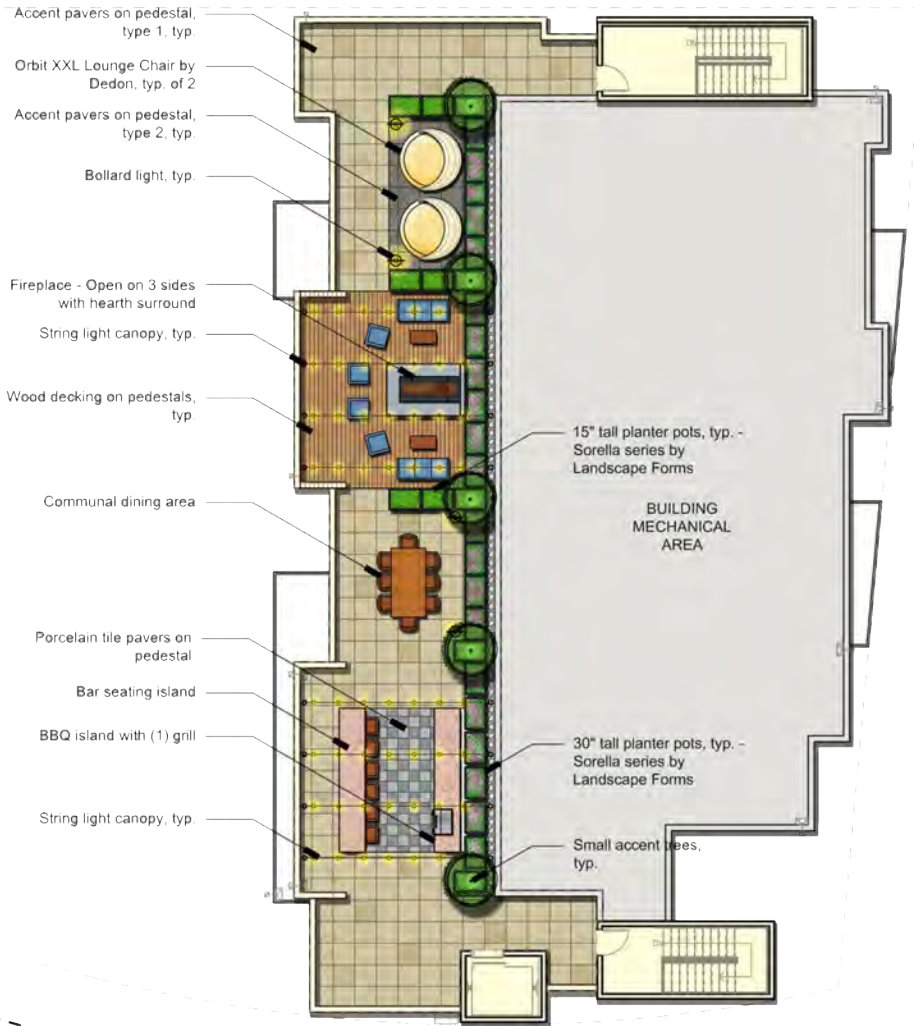 Accent pavers on pedestal,
type 1, typ.
Orbit XXL Lounge Chair by
Dedon, typ. of 2
Accent pavers on pedestal,
type 2, typ.
Bollard light, typ.
Fireplace - Open on 3 sides
with hearth surround
String light canopy, typ.
Wood decking on pedestals,
typ.
Communal dining area
Porcelain tile pavers on
pedestal
Bar seating island
BBQ island with (1) grill
String light canopy, typ.
15" tall planter pots, typ. -
Sorella series by
Landscape Forms
BUILDING
MECHANICAL
AREA
30" tall planter pots, typ. -
Sorella series by
Landscape Forms
Small accent trees,
typ.